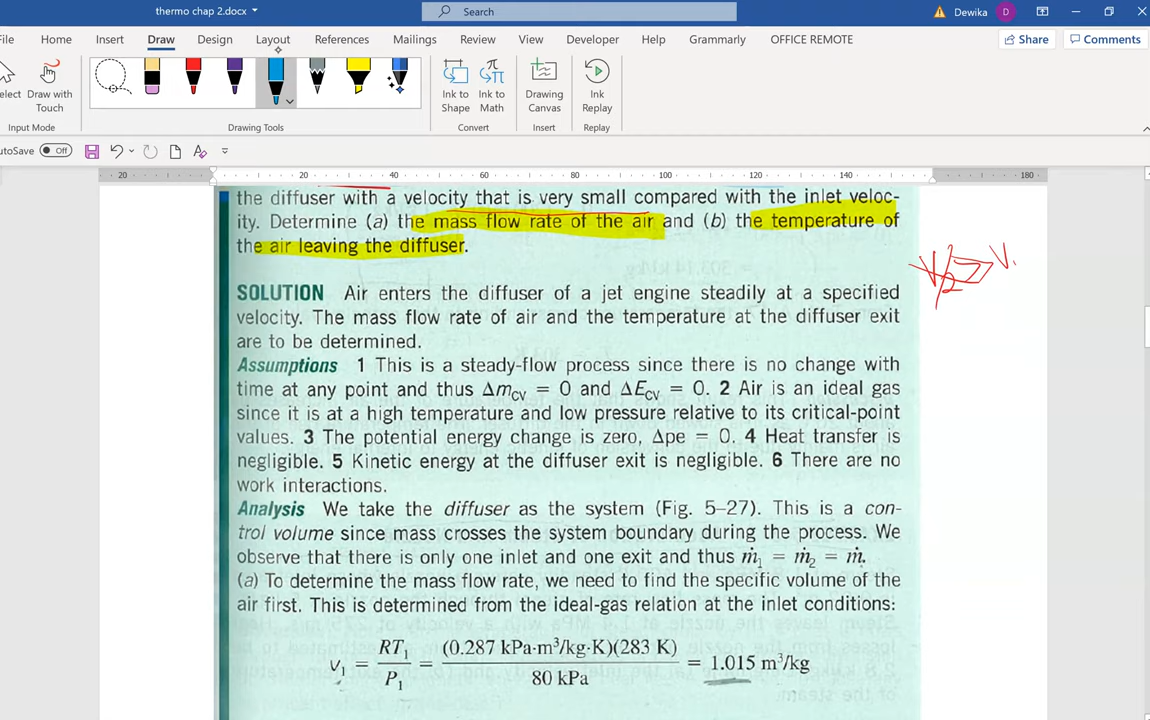 thermo chap 2.docx
Search
Dewika
D
File Home Insert Draw Design Layout References Mailings Review View Developer Help Grammarly OFFICE REMOTE
Share
Comments
Select
Draw with Touch
Ink to Shape
Ink to Math
Drawing Canvas
Ink Replay
Input Mode
Drawing Tools
Convert
Insert
Replay
AutoSave Off
20 20 40 60 80 100 120 140 180
the diffuser with a velocity that is very small compared with the inlet veloc-
ity. Determine (a) the mass flow rate of the air and (b) the temperature of
the air leaving the diffuser.
SOLUTION Air enters the diffuser of a jet engine steadily at a specified
velocity. The mass flow rate of air and the temperature at the diffuser exit
are to be determined.
Assumptions 1 This is a steady-flow process since there is no change with
time at any point and thus Δm_CV = 0 and ΔE_CV = 0. 2 Air is an ideal gas
since it is at a high temperature and low pressure relative to its critical-point
values. 3 The potential energy change is zero, Δpe = 0. 4 Heat transfer is
negligible. 5 Kinetic energy at the diffuser exit is negligible. 6 There are no
work interactions.
Analysis We take the diffuser as the system (Fig. 5–27). This is a con-
trol volume since mass crosses the system boundary during the process. We
observe that there is only one inlet and one exit and thus ṁ₁ = ṁ₂ = ṁ.
(a) To determine the mass flow rate, we need to find the specific volume of the
air first. This is determined from the ideal-gas relation at the inlet conditions:
v₁ = RT₁/P₁ = (0.287 kPa·m³/kg·K)(283 K)/80 kPa = 1.015 m³/kg